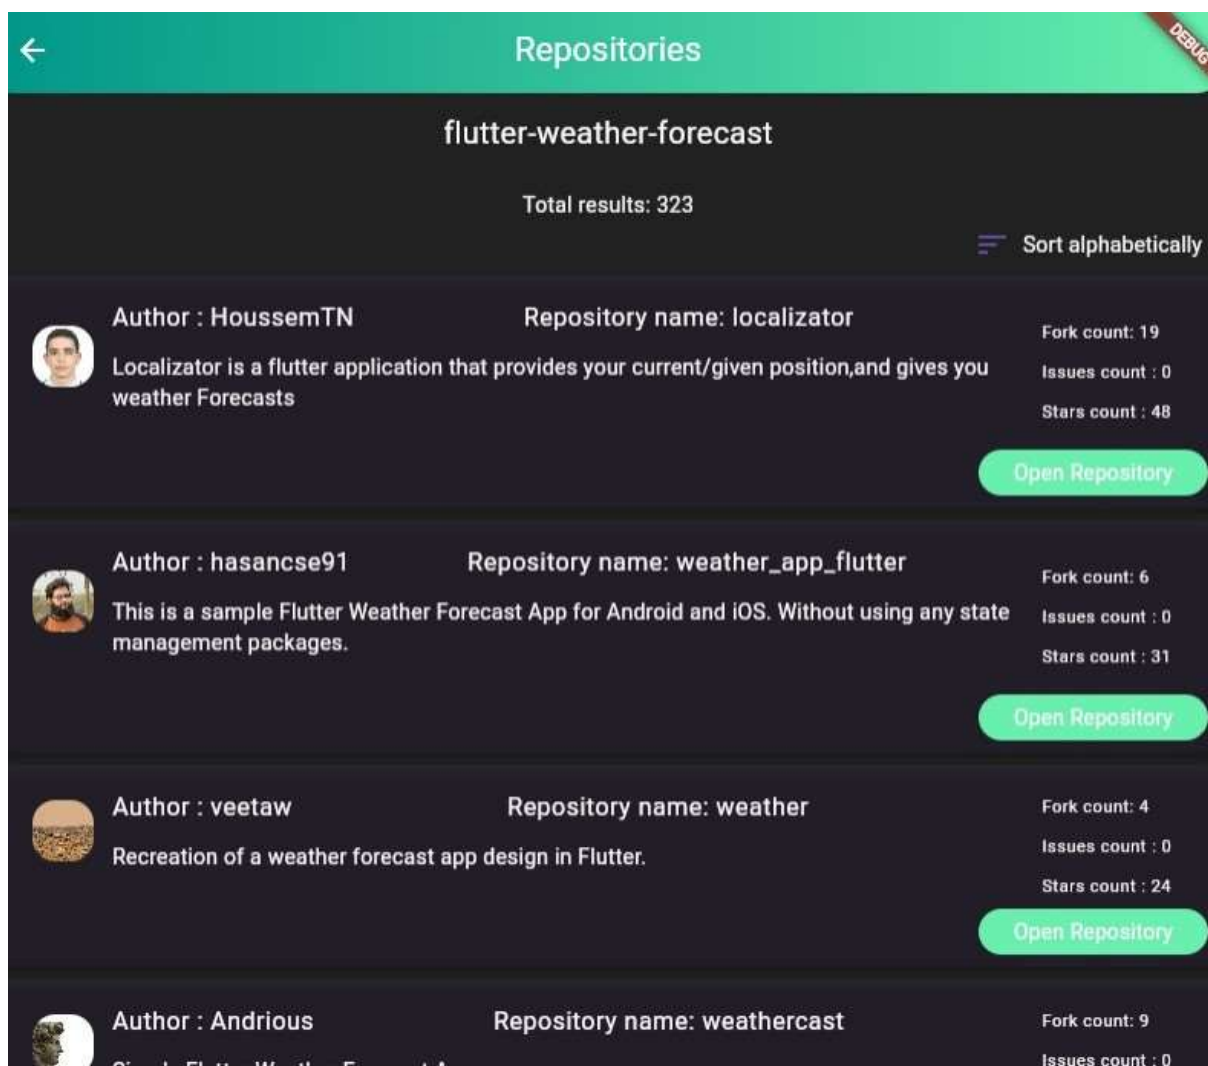 Repositories
DEBUG
flutter-weather-forecast
Total results: 323
Sort alphabetically
Author : HoussemTN
Repository name: localizator
Localizator is a flutter application that provides your current/given position,and gives you
weather Forecasts
Fork count: 19
Issues count : 0
Stars count : 48
Open Repository
Author : hasancse91
Repository name: weather_app_flutter
This is a sample Flutter Weather Forecast App for Android and iOS. Without using any state
management packages.
Fork count: 6
Issues count : 0
Stars count : 31
Open Repository
Author : veetaw
Repository name: weather
Recreation of a weather forecast app design in Flutter.
Fork count: 4
Issues count : 0
Stars count : 24
Open Repository
Author : Andrious
Repository name: weathercast
Fork count: 9
Issues count : 0